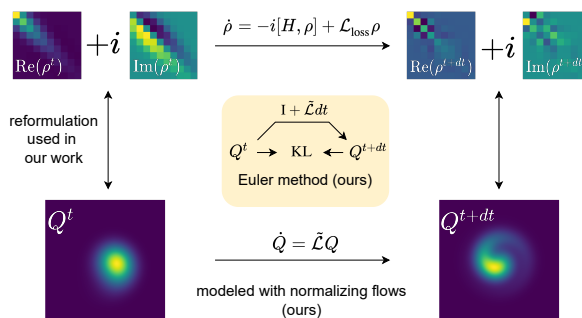 Re(ρ^t) +i Im(ρ^t)
ρ̇ = −i[H, ρ] + 𝓛_loss ρ
Re(ρ^{t+dt}) +i Im(ρ^{t+dt})
reformulation
used in
our work
I + 𝓛̃dt
Q^t → KL ← Q^{t+dt}
Euler method (ours)
Q^t
Q̇ = 𝓛̃Q
Q^{t+dt}
modeled with normalizing flows
(ours)